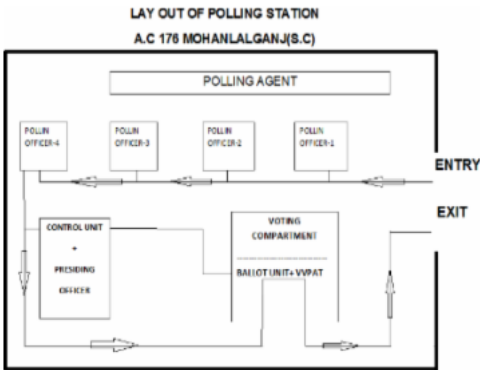 LAY OUT OF POLLING STATION
A.C 176 MOHANLALGANJ(S.C)
POLLING AGENT
POLLIN
OFFICER-4
POLLIN
OFFICER-3
POLLIN
OFFICER-2
POLLIN
OFFICER-1
ENTRY
EXIT
CONTROL UNIT
+
PRESIDING
OFFICER
VOTING
COMPARTMENT
BALLOT UNIT+ VVPAT